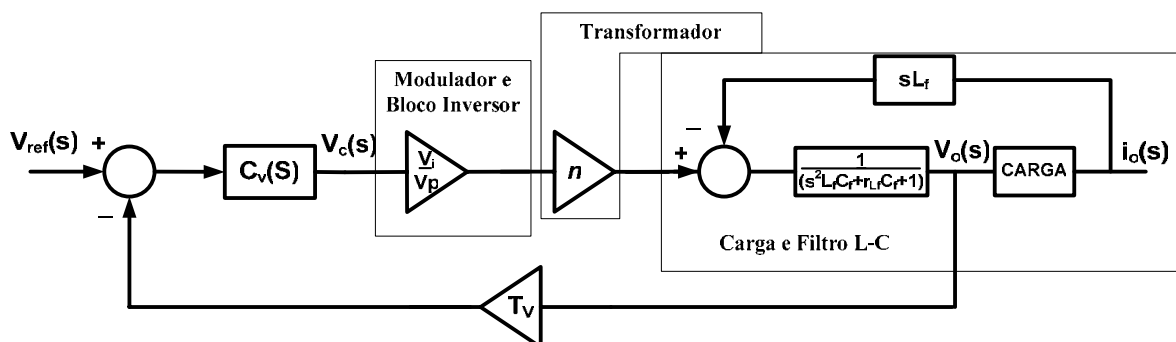 Transformador
Modulador e
Bloco Inversor
sL_f
V_ref(s)
+
−
C_v(S)
V_c(s)
V_i
V_p
n
+
−
1
(s²L_fC_f+r_LfC_f+1)
V_o(s)
CARGA
i_o(s)
Carga e Filtro L-C
T_V